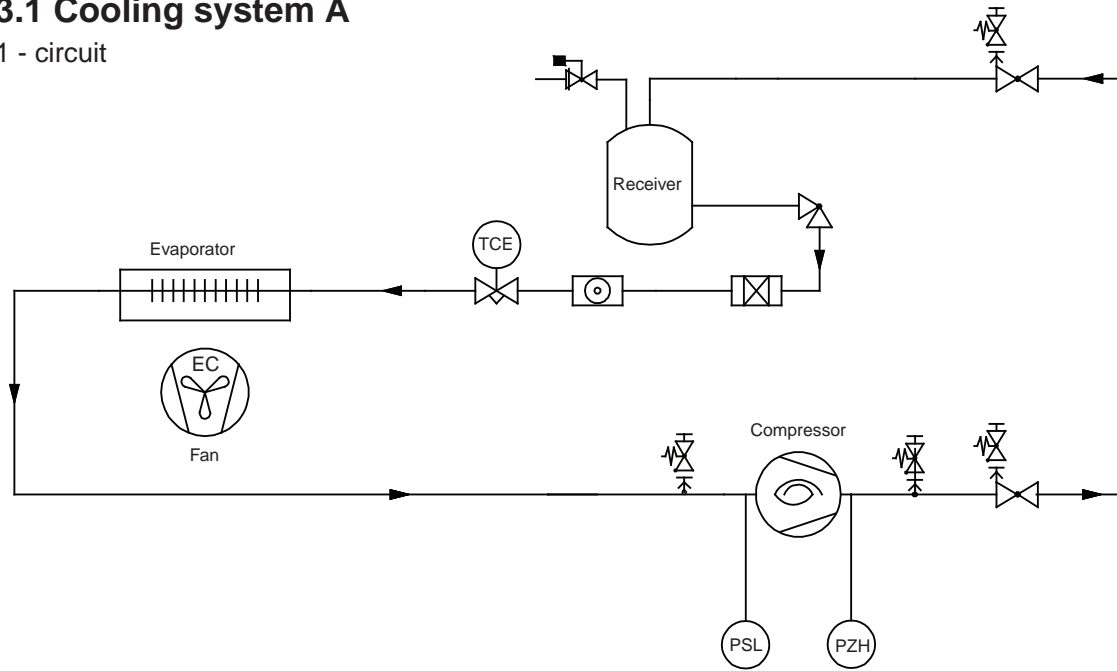 3.1 Cooling system A
1 - circuit
Receiver
TCE
Evaporator
EC
Fan
Compressor
PSL
PZH